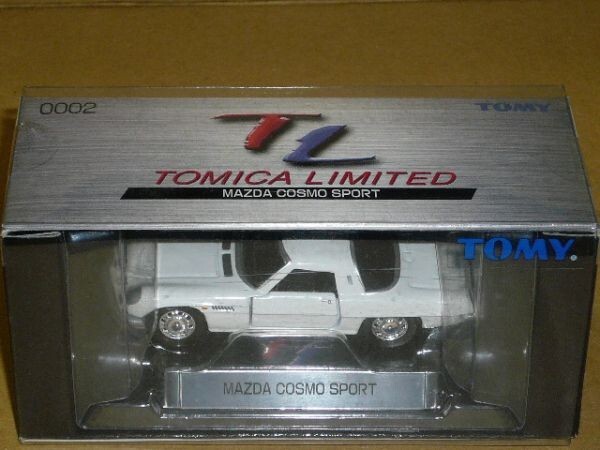 0002
TOMY
TL
TOMICA LIMITED
MAZDA COSMO SPORT
TOMY.
MAZDA COSMO SPORT